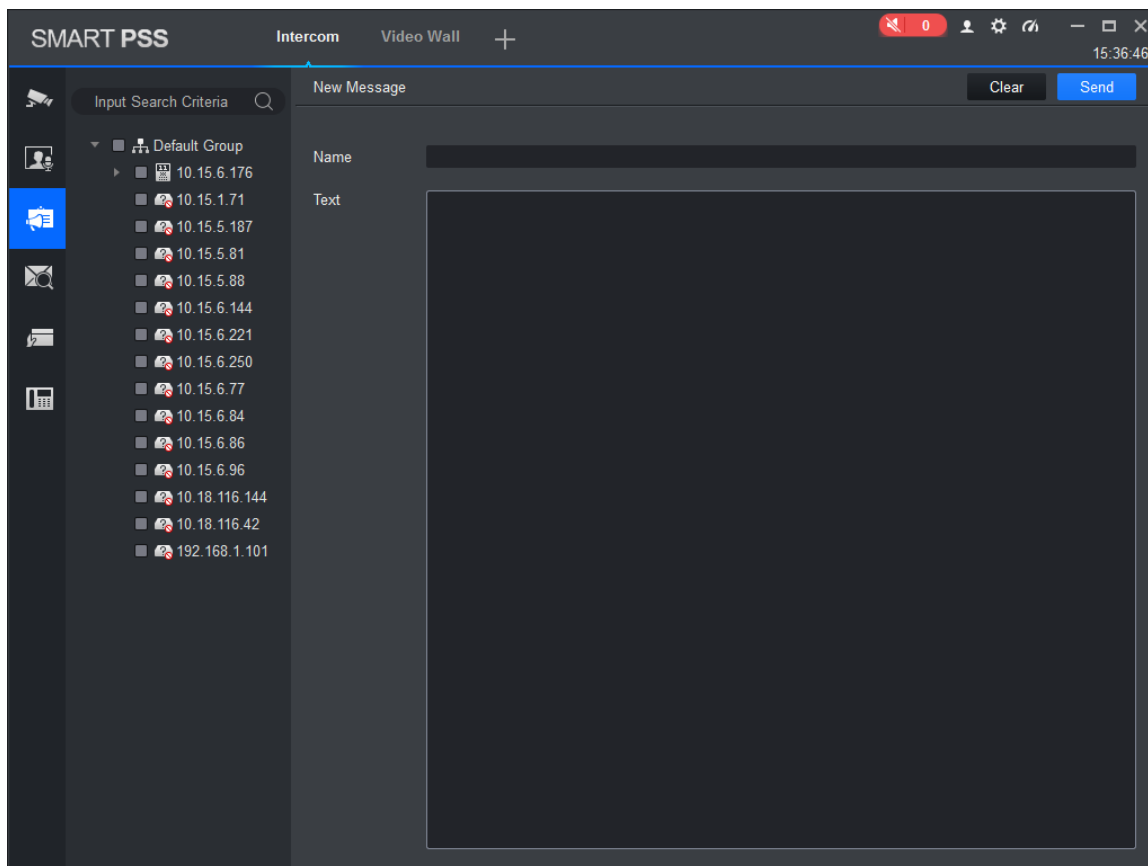 SMART PSS
Intercom
Video Wall
0
15:36:46
Input Search Criteria
Default Group
10.15.6.176
10.15.1.71
10.15.5.187
10.15.5.81
10.15.5.88
10.15.6.144
10.15.6.221
10.15.6.250
10.15.6.77
10.15.6.84
10.15.6.86
10.15.6.96
10.18.116.144
10.18.116.42
192.168.1.101
New Message
Clear
Send
Name
Text